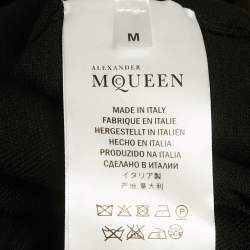 M
ALEXANDER
McQUEEN
MADE IN ITALY
FABRIQUE EN ITALIE
HERGESTELLT IN ITALIEN
HECHO EN ITALIA
PRODUZIDO NA ITALIA
СДЕЛАНО В ИТАЛИИ
イタリア製
产地 意大利
P